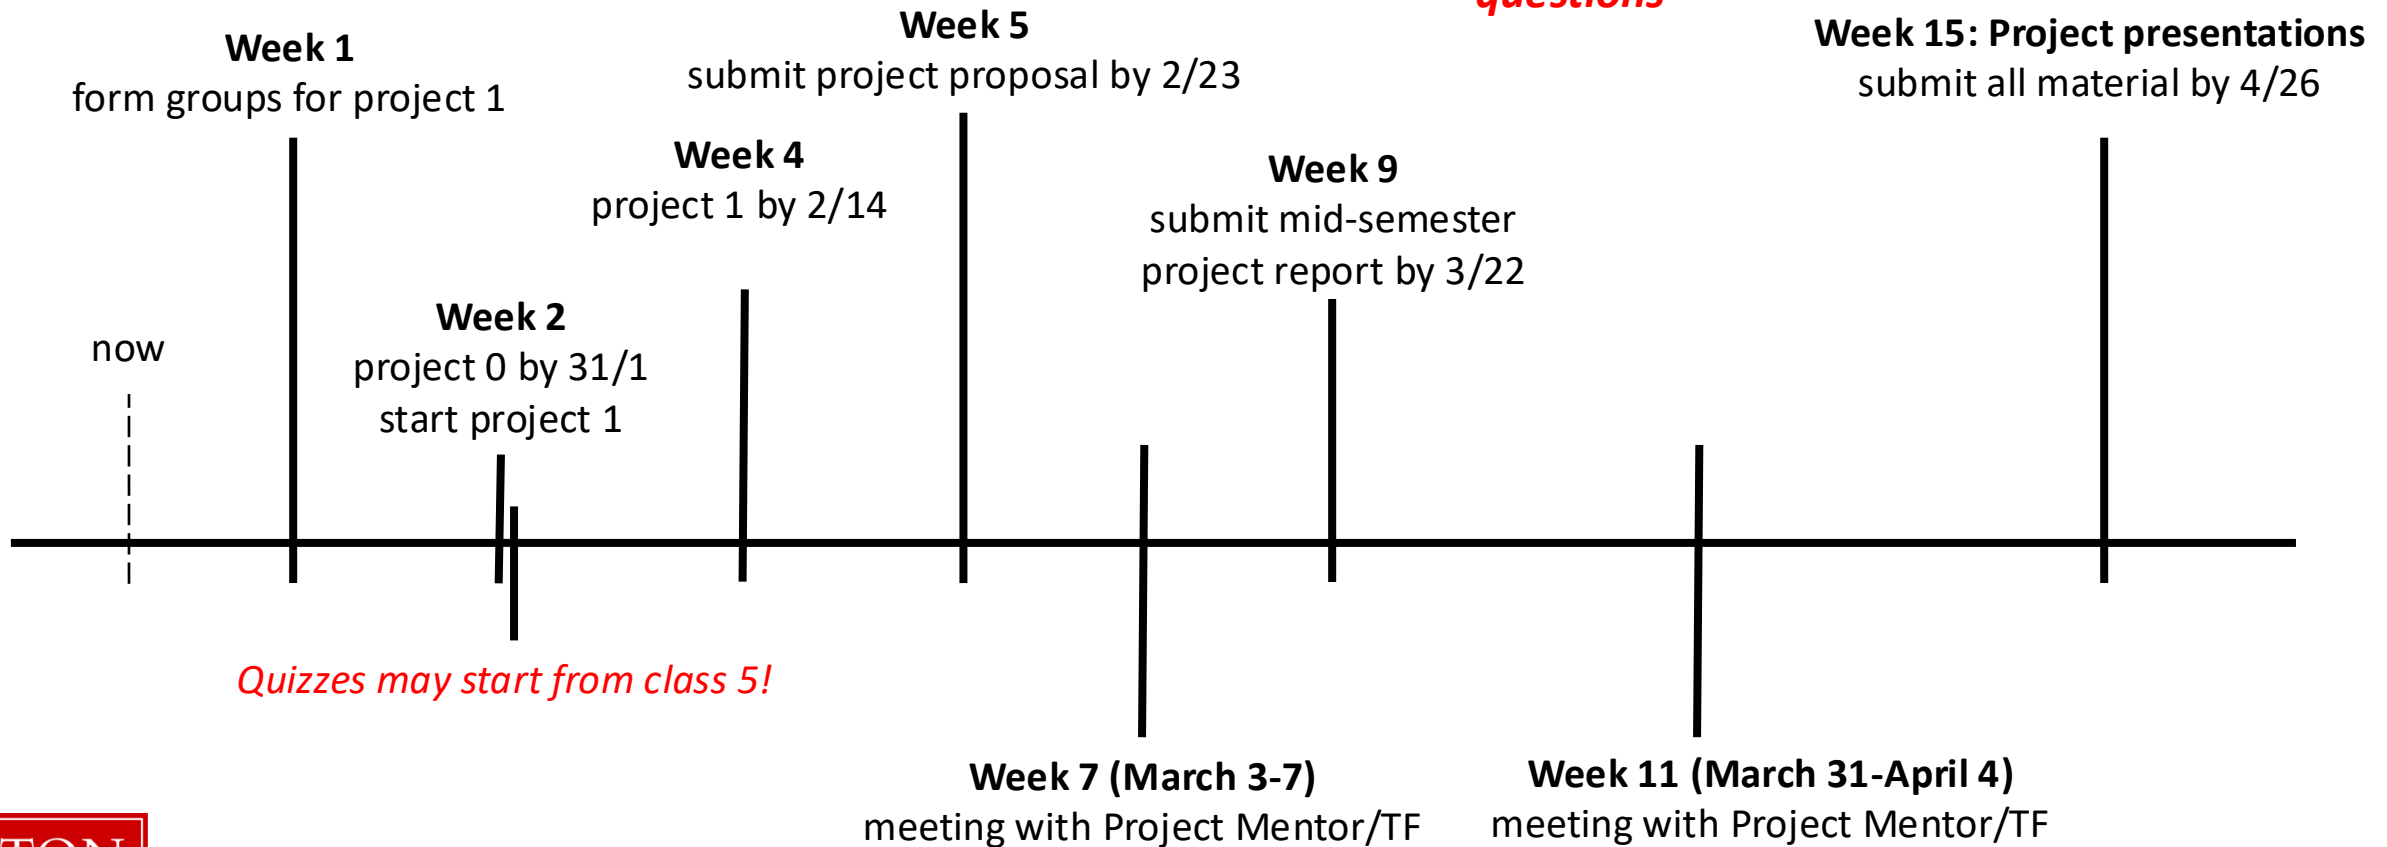 questions
Week 1
form groups for project 1
Week 5
submit project proposal by 2/23
Week 15: Project presentations
submit all material by 4/26
Week 4
project 1 by 2/14
Week 9
submit mid-semester
project report by 3/22
now
Week 2
project 0 by 31/1
start project 1
Quizzes may start from class 5!
Week 7 (March 3-7)
meeting with Project Mentor/TF
Week 11 (March 31-April 4)
meeting with Project Mentor/TF
TON